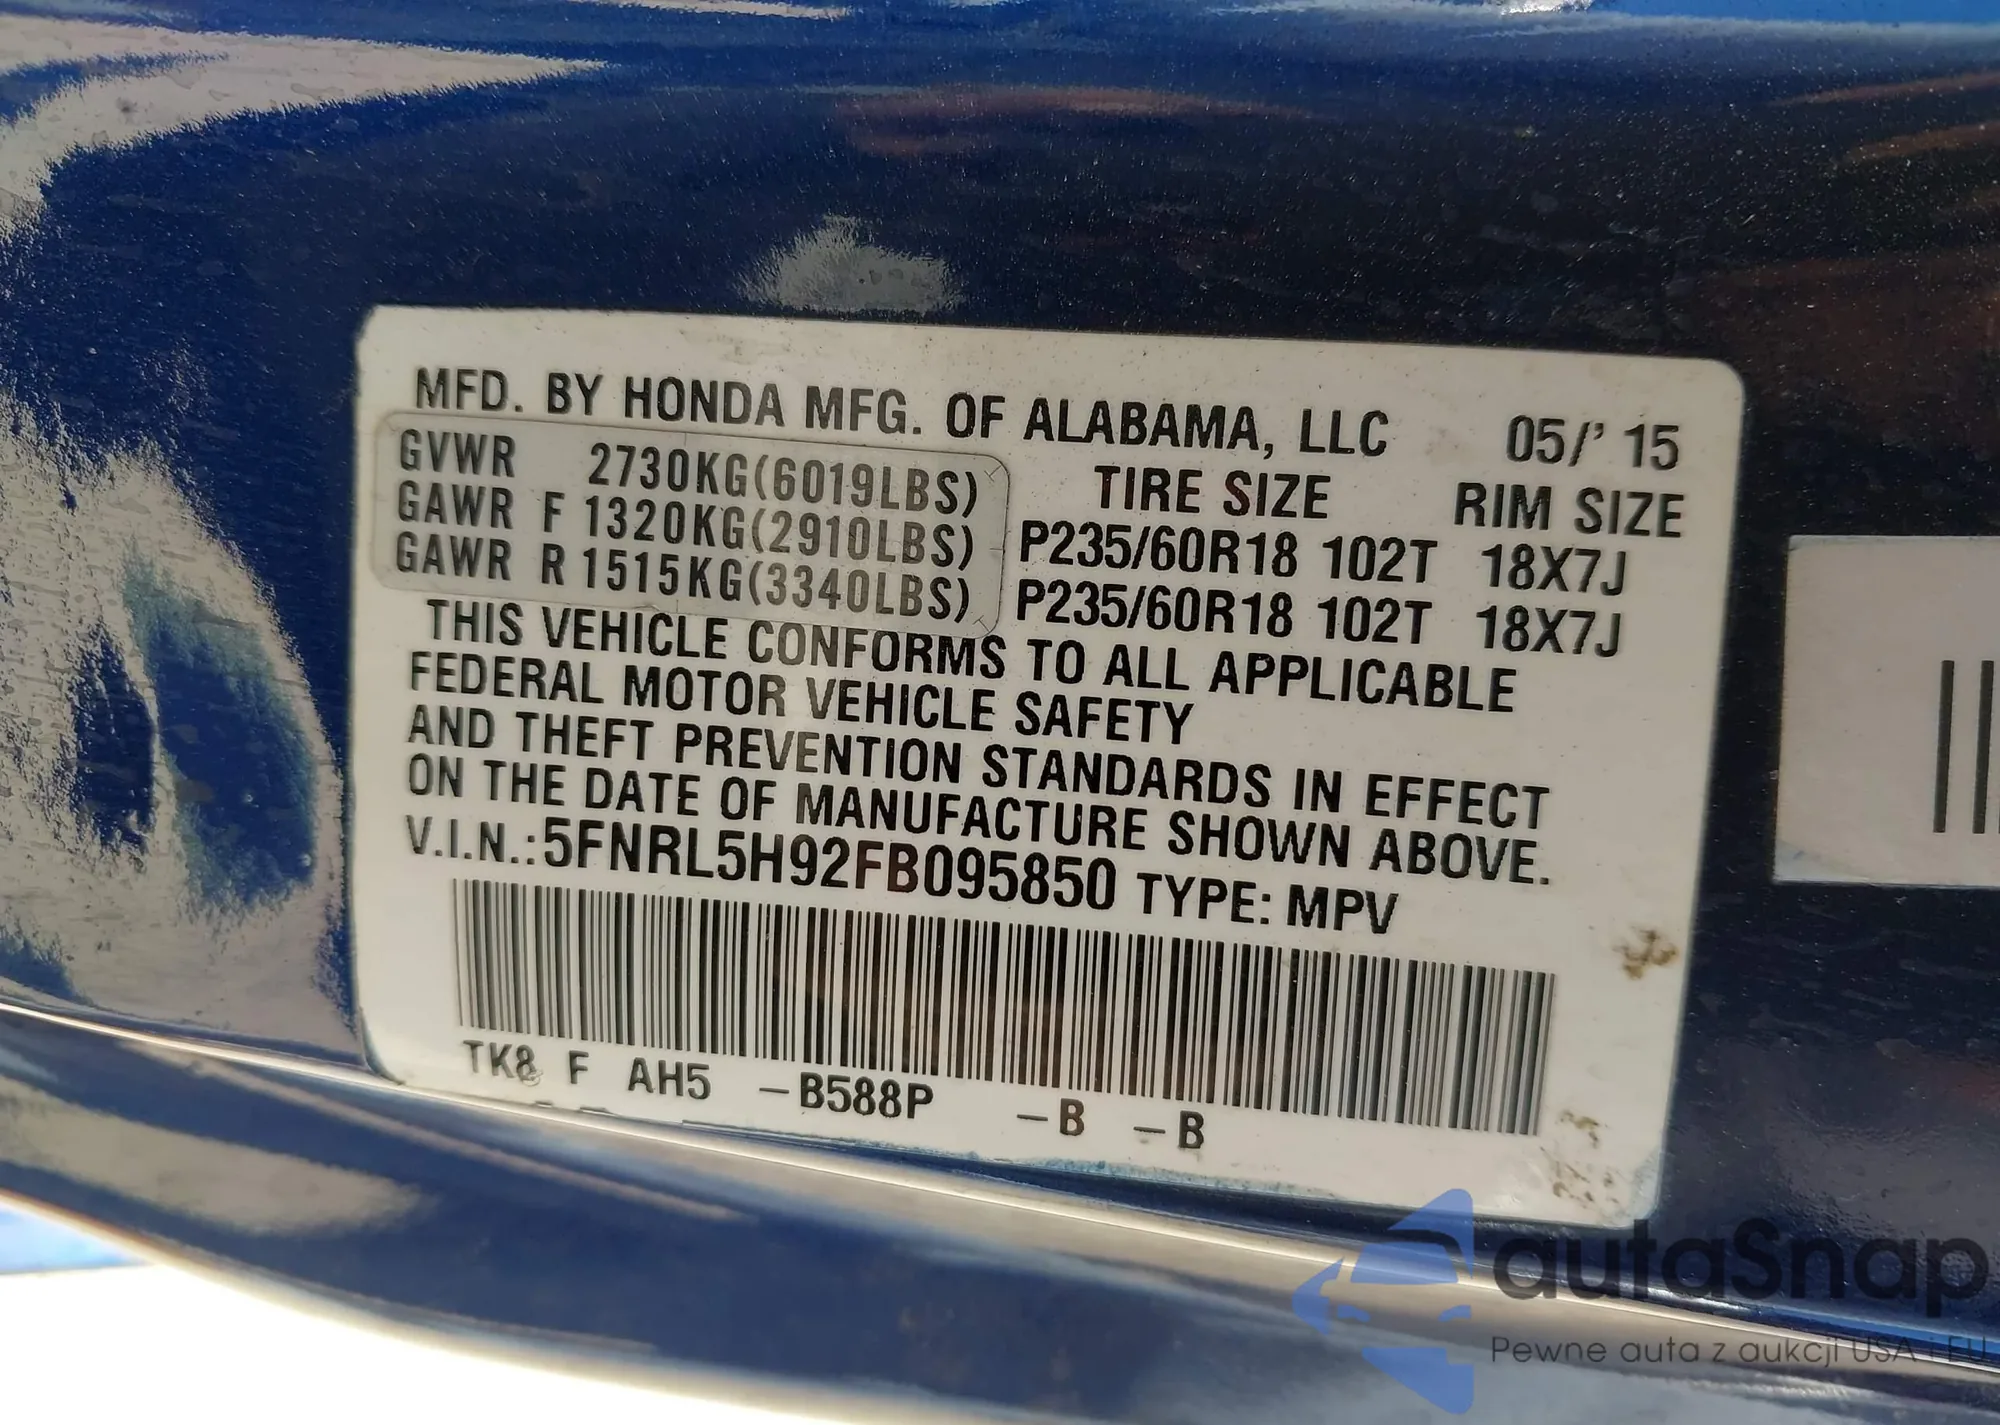 MFD. BY HONDA MFG. OF ALABAMA, LLC 05/' 15
GVWR 2730KG(6019LBS) TIRE SIZE RIM SIZE
GAWR F 1320KG(2910LBS) P235/60R18 102T 18X7J
GAWR R 1515KG(3340LBS) P235/60R18 102T 18X7J
THIS VEHICLE CONFORMS TO ALL APPLICABLE
FEDERAL MOTOR VEHICLE SAFETY
AND THEFT PREVENTION STANDARDS IN EFFECT
ON THE DATE OF MANUFACTURE SHOWN ABOVE.
V.I.N.:5FNRL5H92FB095850 TYPE: MPV
TK8 F AH5 -B588P -B -B
autaSnap
Pewne auta z aukcji USA i EU